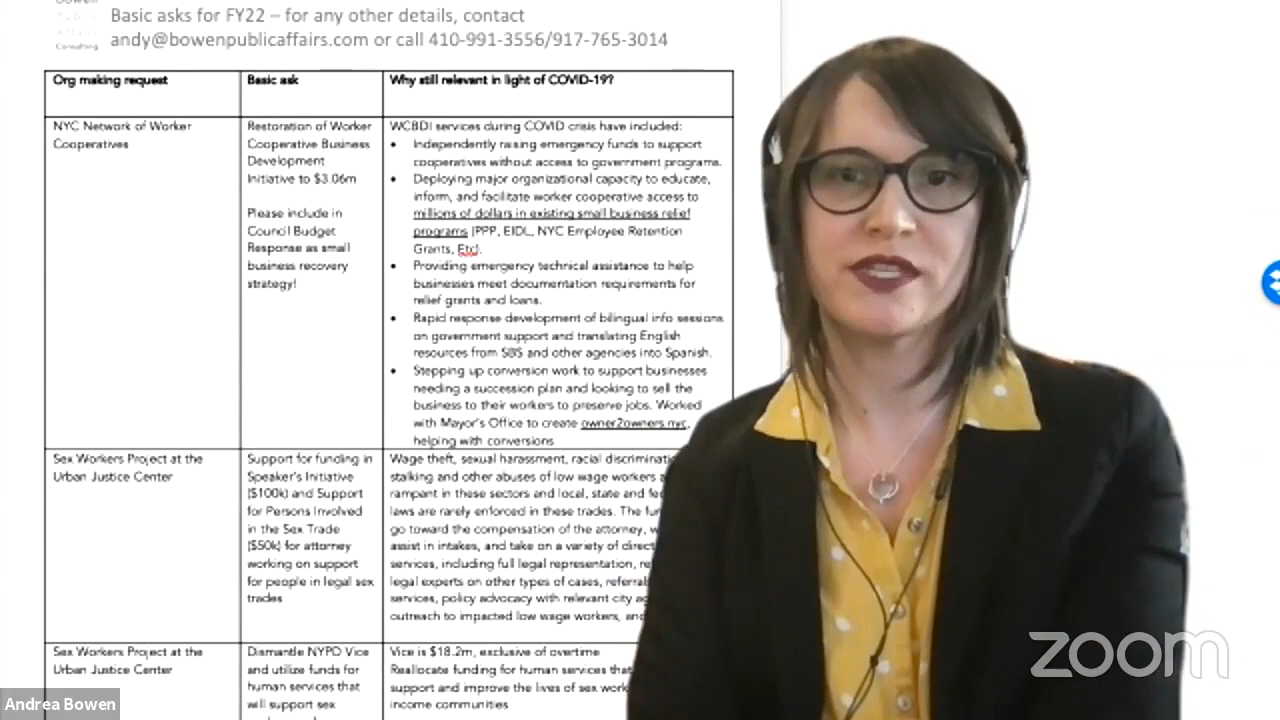 Bowen
Public
Affairs
Consulting
Basic asks for FY22 – for any other details, contact
andy@bowenpublicaffairs.com or call 410-991-3556/917-765-3014
Org making request
Basic ask
Why still relevant in light of COVID-19?
NYC Network of Worker
Cooperatives
Restoration of Worker
Cooperative Business
Development
Initiative to $3.06m
Please include in
Council Budget
Response as small
business recovery
strategy!
WCBDI services during COVID crisis have included:
• Independently raising emergency funds to support
cooperatives without access to government programs.
• Deploying major organizational capacity to educate,
inform, and facilitate worker cooperative access to
millions of dollars in existing small business relief
programs (PPP, EIDL, NYC Employee Retention
Grants, Etc).
• Providing emergency technical assistance to help
businesses meet documentation requirements for
relief grants and loans.
• Rapid response development of bilingual info sessions
on government support and translating English
resources from SBS and other agencies into Spanish.
• Stepping up conversion work to support businesses
needing a succession plan and looking to sell the
business to their workers to preserve jobs. Worked
with Mayor's Office to create owner2owners nyc,
helping with conversions
Sex Workers Project at the
Urban Justice Center
Support for funding in
Speaker's Initiative
($100k) and Support
for Persons Involved
in the Sex Trade
($50k) for attorney
working on support
for people in legal sex
trades
Wage theft, sexual harassment, racial
stalking and other abuses of low wage workers
rampant in these sectors and local, state and
laws are rarely enforced in these trades. The
go toward the compensation of the attorney,
assist in intakes, and take on a variety of
services, including full legal representation,
legal experts on other types of cases,
services, policy advocacy with relevant city
outreach to impacted low wage workers,
Sex Workers Project at the
Urban Justice Center
Dismantle NYPD Vice
and utilize funds for
human services that
will support sex
Vice is $18.2m, exclusive of overtime
Reallocate funding for human services
support and improve the lives of sex
income communities
Andrea Bowen
zoom